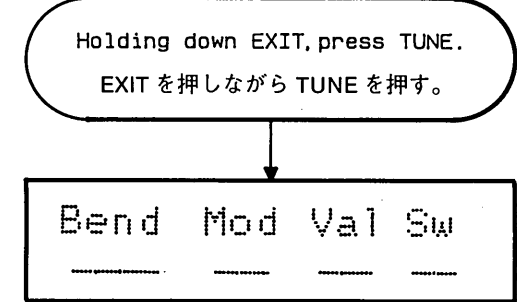 Holding down EXIT, press TUNE.
EXIT を押しながら TUNE を押す。
Bend Mod Val Sw